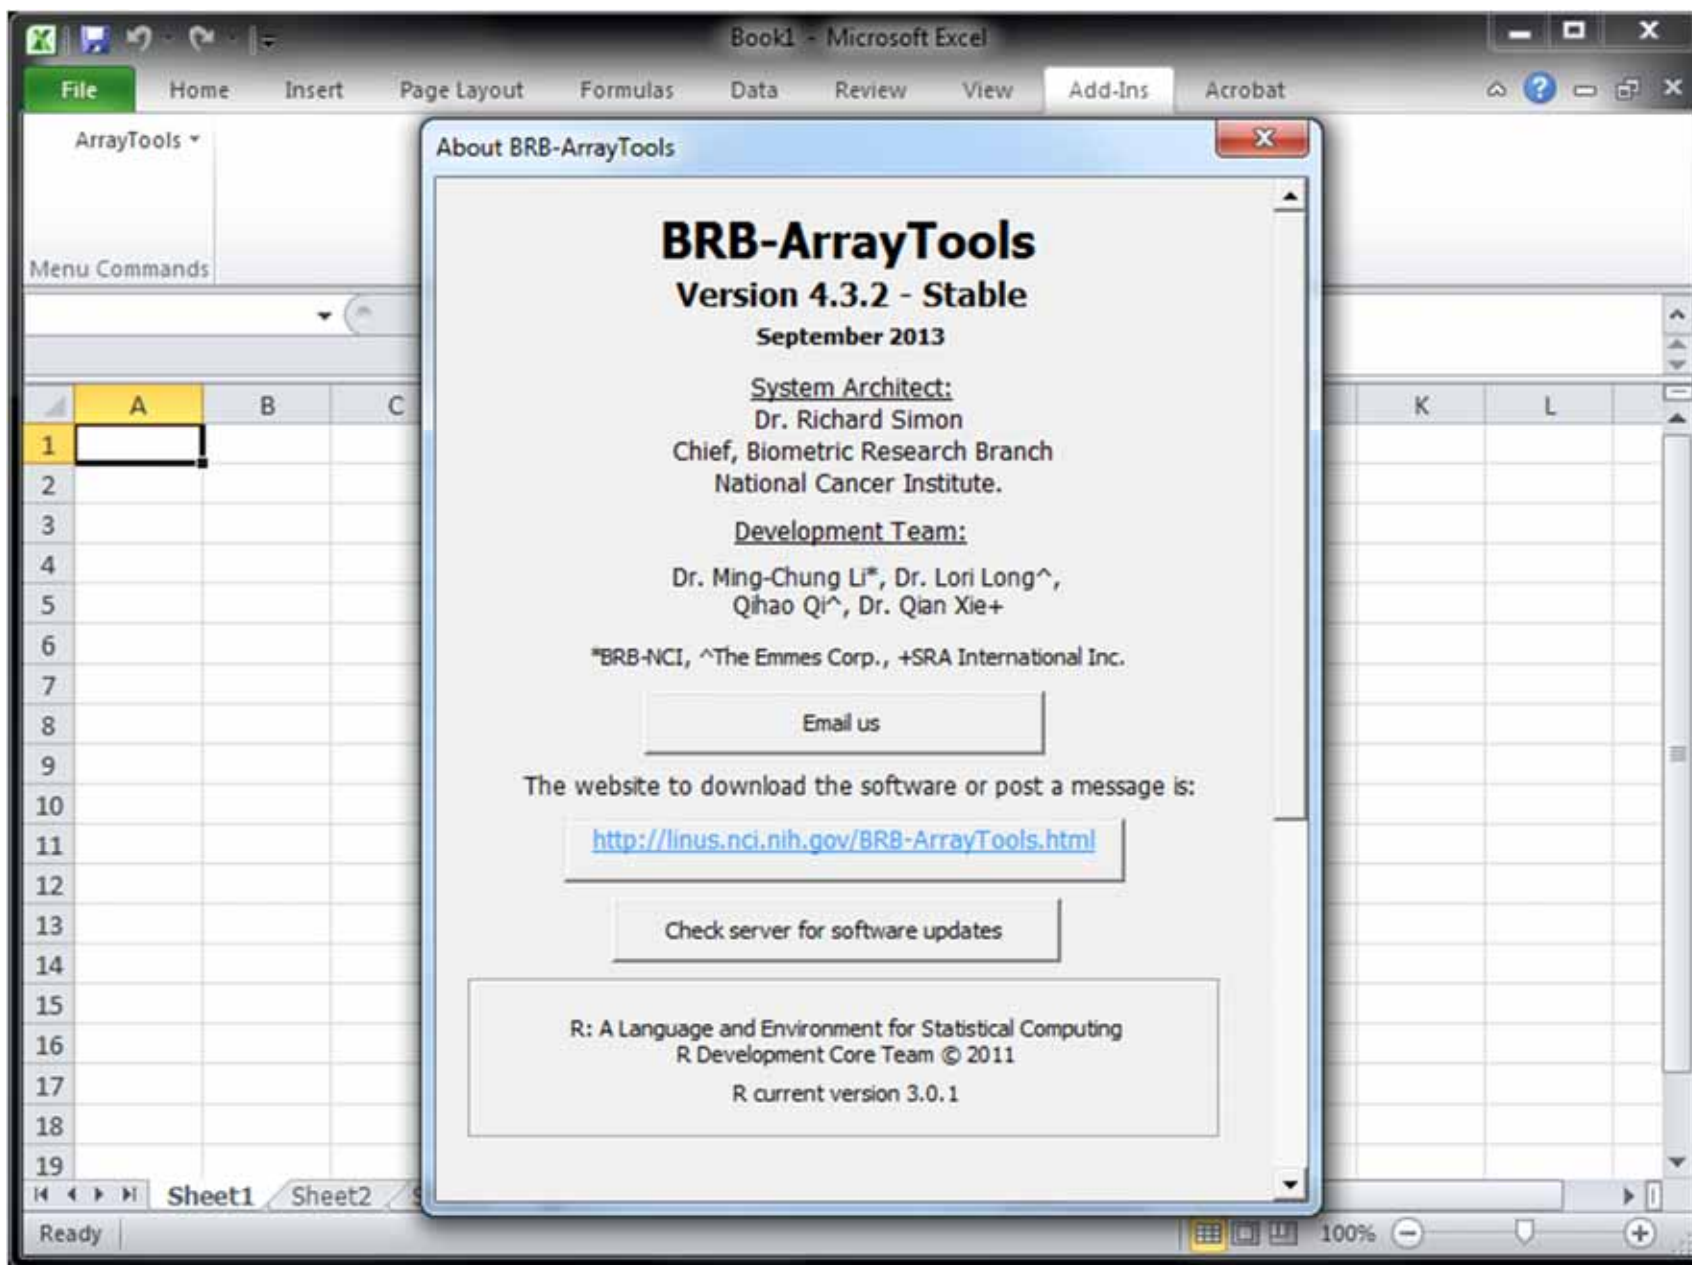 Book1 - Microsoft Excel
File Home Insert Page Layout Formulas Data Review View Add-Ins Acrobat
ArrayTools
Menu Commands
About BRB-ArrayTools
BRB-ArrayTools
Version 4.3.2 - Stable
September 2013
System Architect:
Dr. Richard Simon
Chief, Biometric Research Branch
National Cancer Institute.
Development Team:
Dr. Ming-Chung Li*, Dr. Lori Long^,
Qihao Qi^, Dr. Qian Xie+
*BRB-NCI, ^The Emmes Corp., +SRA International Inc.
Email us
The website to download the software or post a message is:
http://linus.nci.nih.gov/BRB-ArrayTools.html
Check server for software updates
R: A Language and Environment for Statistical Computing
R Development Core Team © 2011
R current version 3.0.1
A B C K L
1
2
3
4
5
6
7
8
9
10
11
12
13
14
15
16
17
18
19
Sheet1 Sheet2
Ready 100%